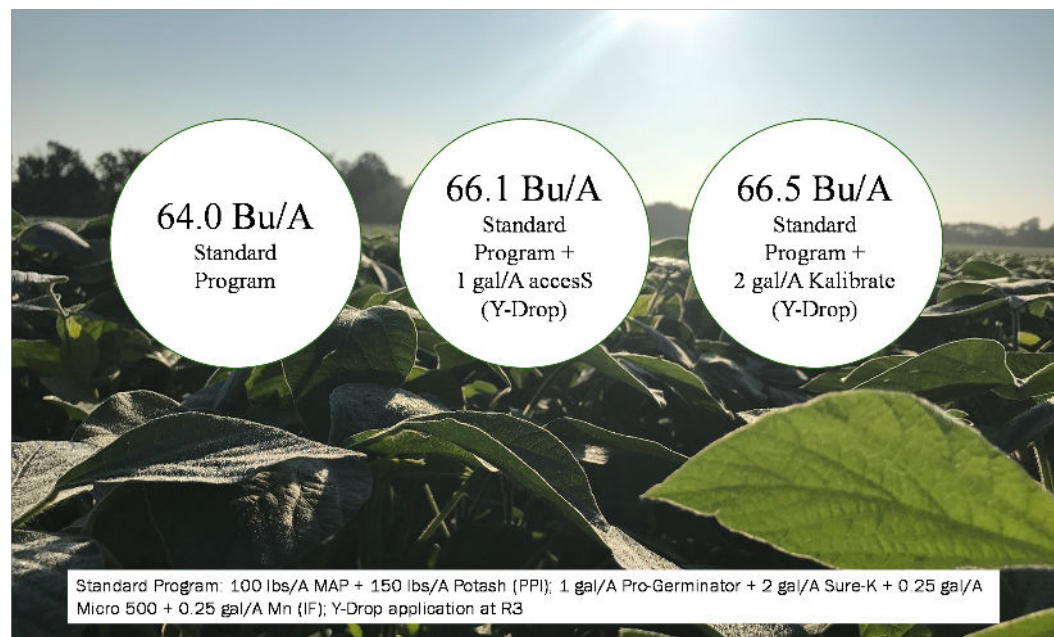 64.0 Bu/A
Standard
Program
66.1 Bu/A
Standard
Program +
1 gal/A accesS
(Y-Drop)
66.5 Bu/A
Standard
Program +
2 gal/A Kalibrate
(Y-Drop)
Standard Program: 100 lbs/A MAP + 150 lbs/A Potash (PPI); 1 gal/A Pro-Germinator + 2 gal/A Sure-K + 0.25 gal/A
Micro 500 + 0.25 gal/A Mn (IF); Y-Drop application at R3